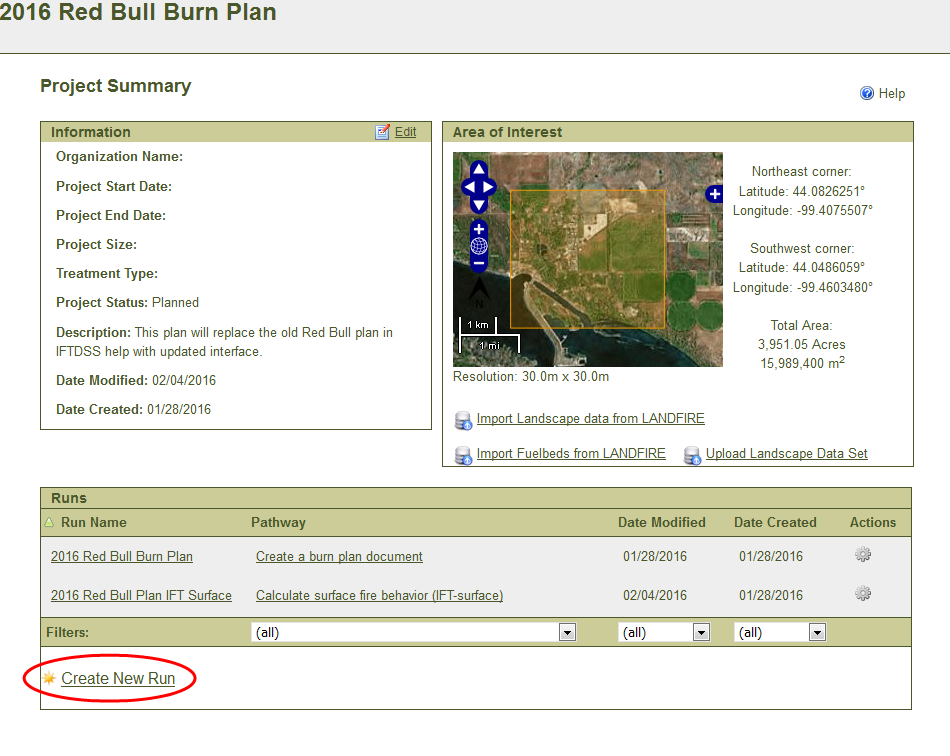 2016 Red Bull Burn Plan
Project Summary
Help
Information
Edit
Organization Name:
Project Start Date:
Project End Date:
Project Size:
Treatment Type:
Project Status: Planned
Description: This plan will replace the old Red Bull plan in
IFTDSS help with updated interface.
Date Modified: 02/04/2016
Date Created: 01/28/2016
Area of Interest
N
1 km
1 mi
Resolution: 30.0m x 30.0m
Northeast corner:
Latitude: 44.0826251°
Longitude: -99.4075507°
Southwest corner:
Latitude: 44.0486059°
Longitude: -99.4603480°
Total Area:
3,951.05 Acres
15,989,400 m2
Import Landscape data from LANDFIRE
Import Fuelbeds from LANDFIRE Upload Landscape Data Set
Runs
Run Name Pathway Date Modified Date Created Actions
2016 Red Bull Burn Plan Create a burn plan document 01/28/2016 01/28/2016
2016 Red Bull Plan IFT Surface Calculate surface fire behavior (IFT-surface) 02/04/2016 01/28/2016
Filters: (all) (all) (all)
Create New Run